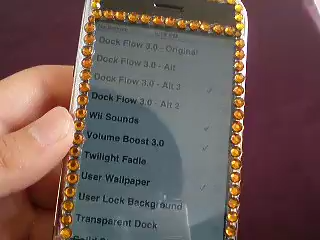 Dock Flow 3.0 - Original
Dock Flow 3.0 - Alt
Dock Flow 3.0 - Alt 2
Dock Flow 3.0 - Alt 3
Wii Sounds
Volume Boost 3.0
Twilight Fadie
User Wallpaper
User Lock Background
Transparent Dock